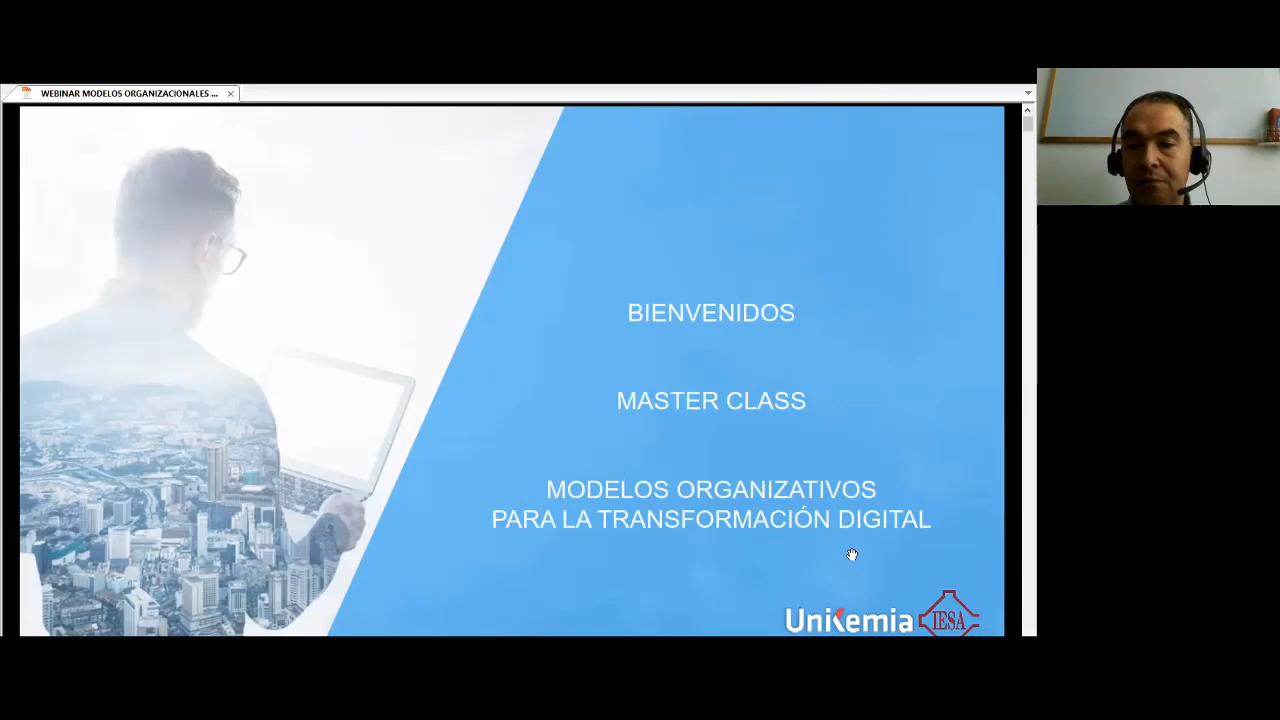 WEBINAR MODELOS ORGANIZACIONALES ...
BIENVENIDOS
MASTER CLASS
MODELOS ORGANIZATIVOS
PARA LA TRANSFORMACIÓN DIGITAL
UniKemia
IESA